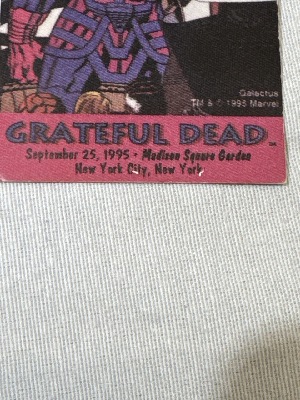 Galactus
TM & © 1995 Marvel
GRATEFUL DEAD
September 25, 1995 • Madison Square Garden
New York City, New York